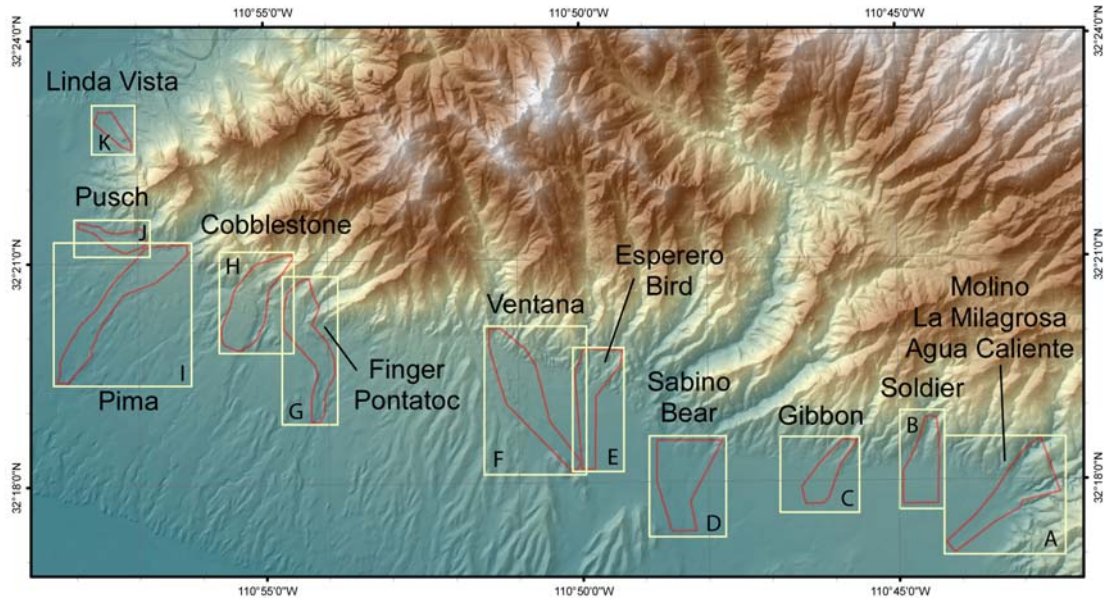 110°55'0"W
110°50'0"W
110°45'0"W
32°24'0"N
32°24'0"N
Linda Vista
K
Pusch
J
Cobblestone
H
32°21'0"N
32°21'0"N
Esperero
Bird
Ventana
Molino
La Milagrosa
Agua Caliente
Finger
Pontatoc
Sabino
Bear
Soldier
Gibbon
I
Pima
G
B
F
E
C
D
A
32°18'0"N
32°18'0"N
110°55'0"W
110°50'0"W
110°45'0"W